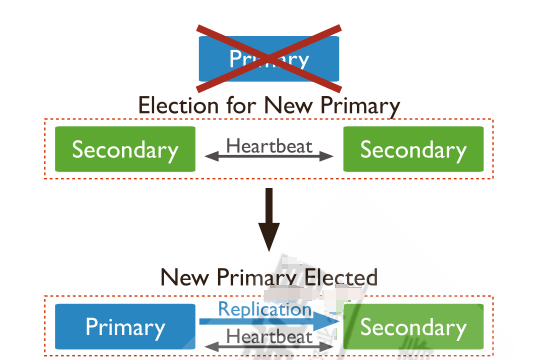 Primary
Election for New Primary
Secondary
Heartbeat
Secondary
New Primary Elected
Primary
Replication
Heartbeat
Secondary